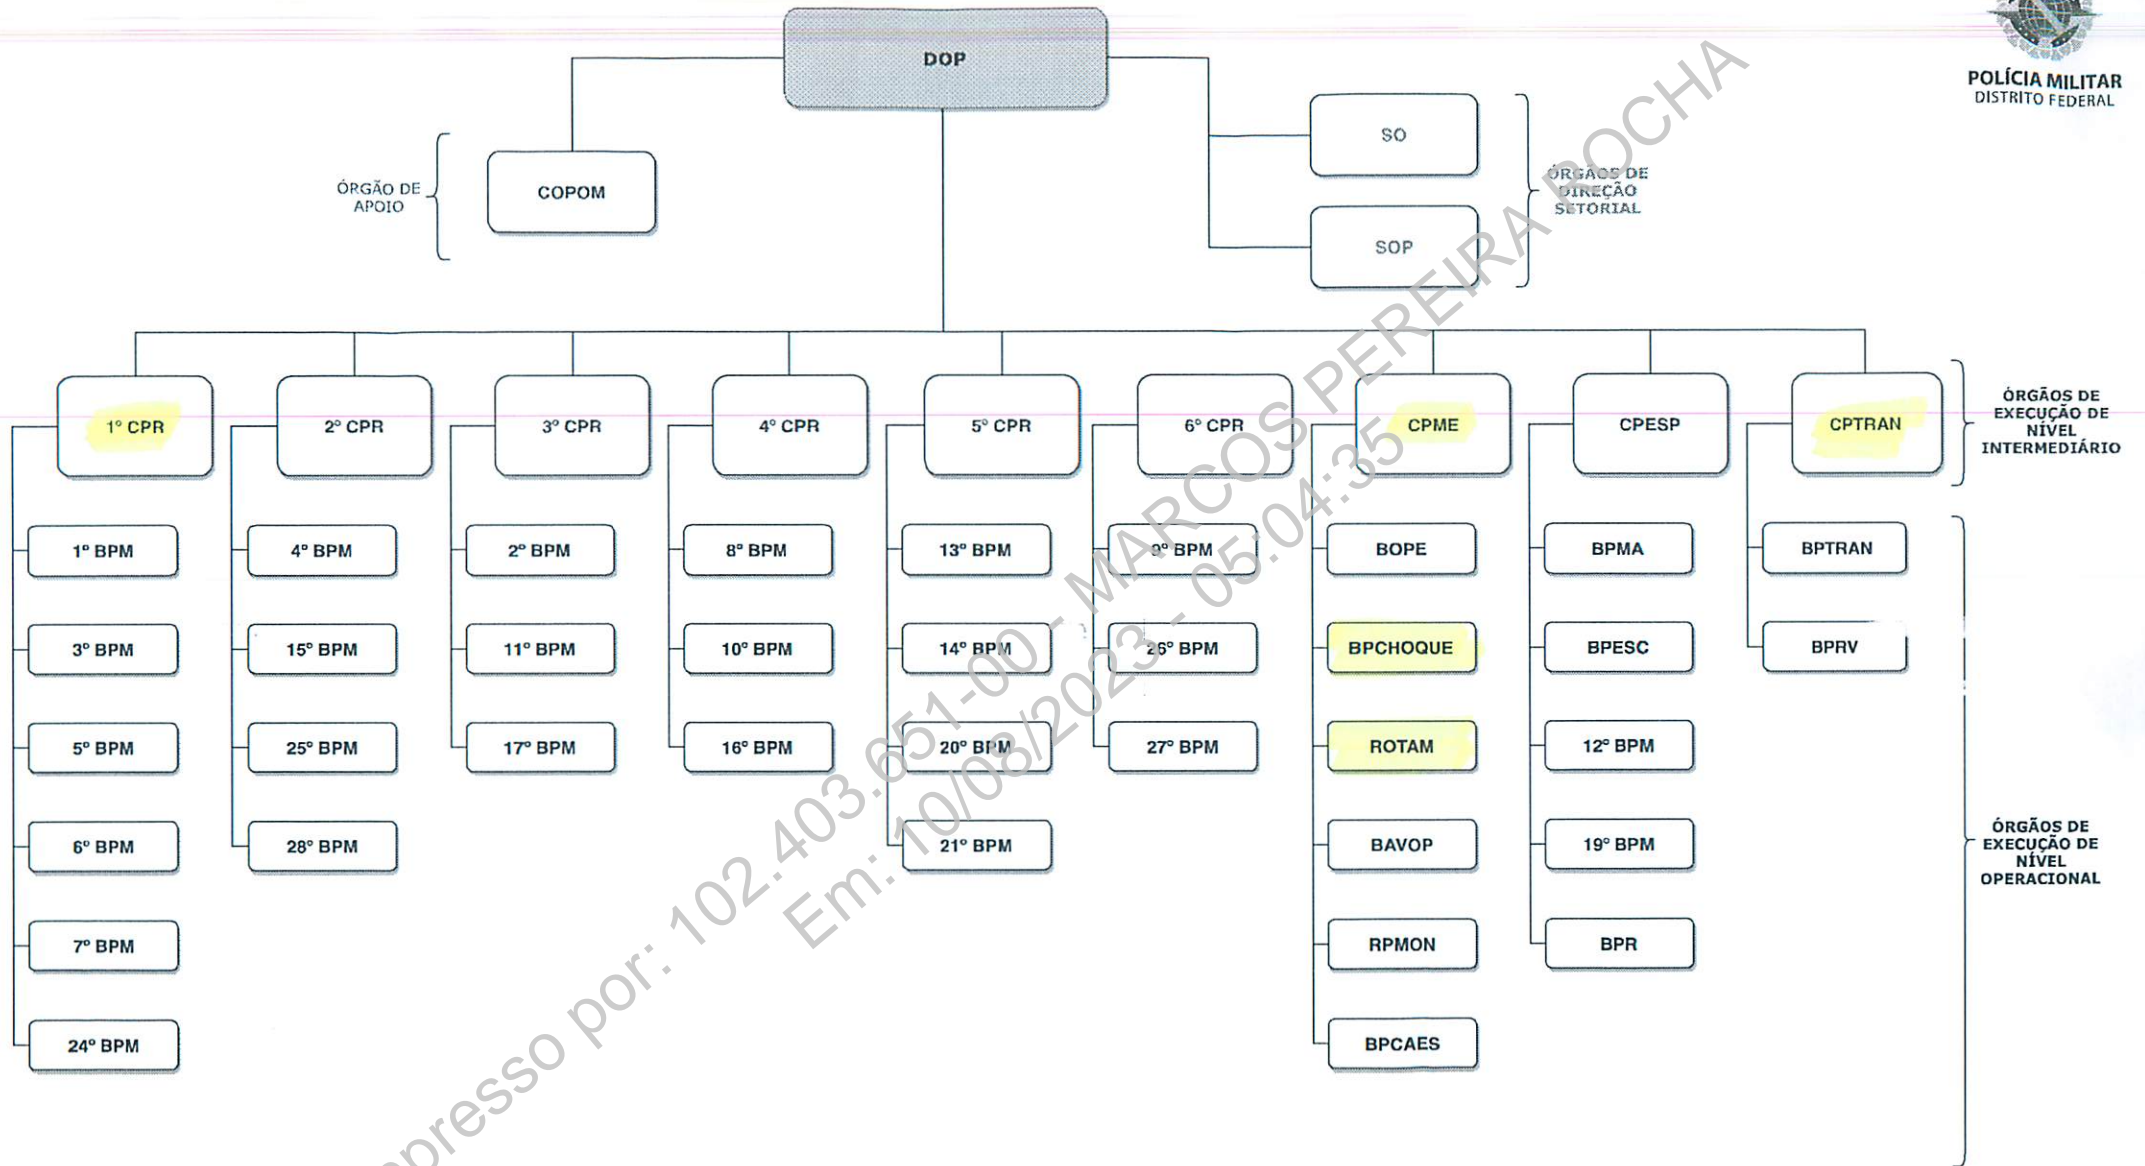 DOP
POLÍCIA MILITAR
DISTRITO FEDERAL
SO
ÓRGÃO DE
APOIO
COPOM
ÓRGÃOS DE
DIREÇÃO
SETORIAL
SOP
1º CPR
2º CPR
3º CPR
4º CPR
5º CPR
6º CPR
CPME
CPESP
CPTRAN
ÓRGÃOS DE
EXECUÇÃO DE
NÍVEL
INTERMEDIÁRIO
1º BPM
4º BPM
2º BPM
8º BPM
13º BPM
9º BPM
BOPE
BPMA
BPTRAN
3º BPM
15º BPM
11º BPM
10º BPM
14º BPM
26º BPM
BPCHOQUE
BPESC
BPRV
5º BPM
25º BPM
17º BPM
16º BPM
20º BPM
27º BPM
ROTAM
12º BPM
6º BPM
28º BPM
21º BPM
BAVOP
19º BPM
ÓRGÃOS DE
EXECUÇÃO DE
NÍVEL
OPERACIONAL
7º BPM
RPMON
BPR
24º BPM
BPCAES
presso por: 102.403.651-00 - MARCOS PEREIRA ROCHA
Em: 10/08/2023 - 05:04:35